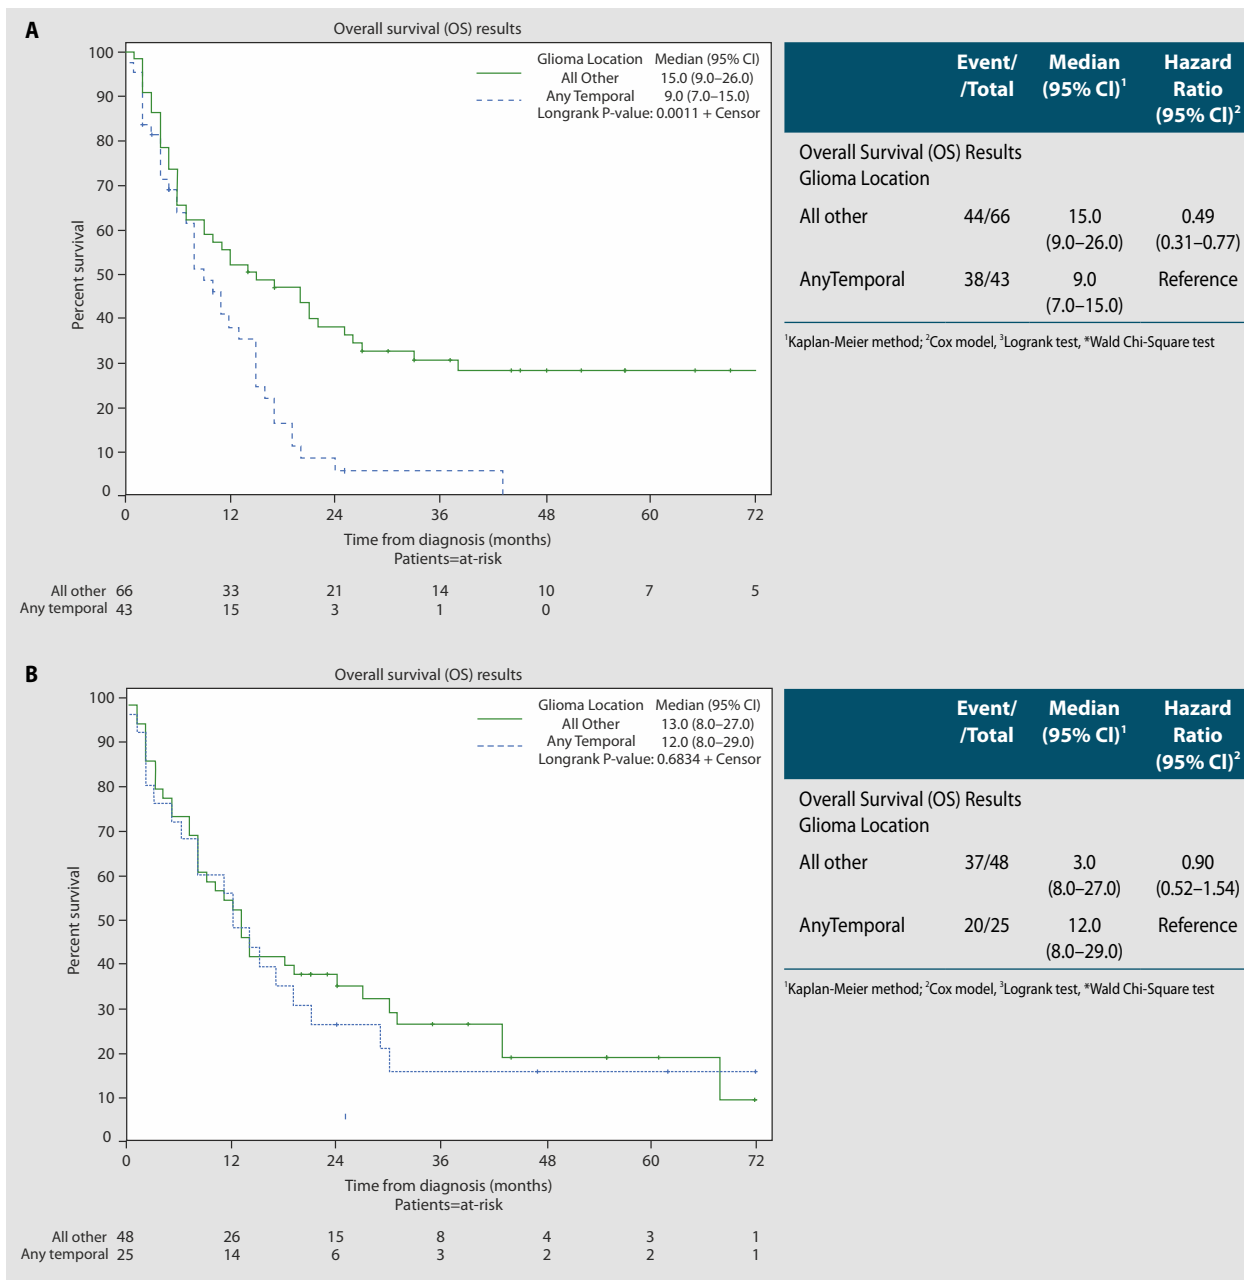 A
Overall survival (OS) results
Glioma Location Median (95% CI)
All Other 15.0 (9.0–26.0)
Any Temporal 9.0 (7.0–15.0)
Longrank P-value: 0.0011 + Censor
Percent survival
100
90
80
70
60
50
40
30
20
10
0
0 12 24 36 48 60 72
Time from diagnosis (months)
Patients=at-risk
All other 66 33 21 14 10 7 5
Any temporal 43 15 3 1 0
Event/ Median Hazard
/Total (95% CI)¹ Ratio
(95% CI)²
Overall Survival (OS) Results
Glioma Location
All other 44/66 15.0 0.49
(9.0–26.0) (0.31–0.77)
AnyTemporal 38/43 9.0 Reference
(7.0–15.0)
¹Kaplan-Meier method; ²Cox model, ³Logrank test, *Wald Chi-Square test
B
Overall survival (OS) results
Glioma Location Median (95% CI)
All Other 13.0 (8.0–27.0)
Any Temporal 12.0 (8.0–29.0)
Longrank P-value: 0.6834 + Censor
Percent survival
100
90
80
70
60
50
40
30
20
10
0
0 12 24 36 48 60 72
Time from diagnosis (months)
Patients=at-risk
All other 48 26 15 8 4 3 1
Any temporal 25 14 6 3 2 2 1
Event/ Median Hazard
/Total (95% CI)¹ Ratio
(95% CI)²
Overall Survival (OS) Results
Glioma Location
All other 37/48 3.0 0.90
(8.0–27.0) (0.52–1.54)
AnyTemporal 20/25 12.0 Reference
(8.0–29.0)
¹Kaplan-Meier method; ²Cox model, ³Logrank test, *Wald Chi-Square test